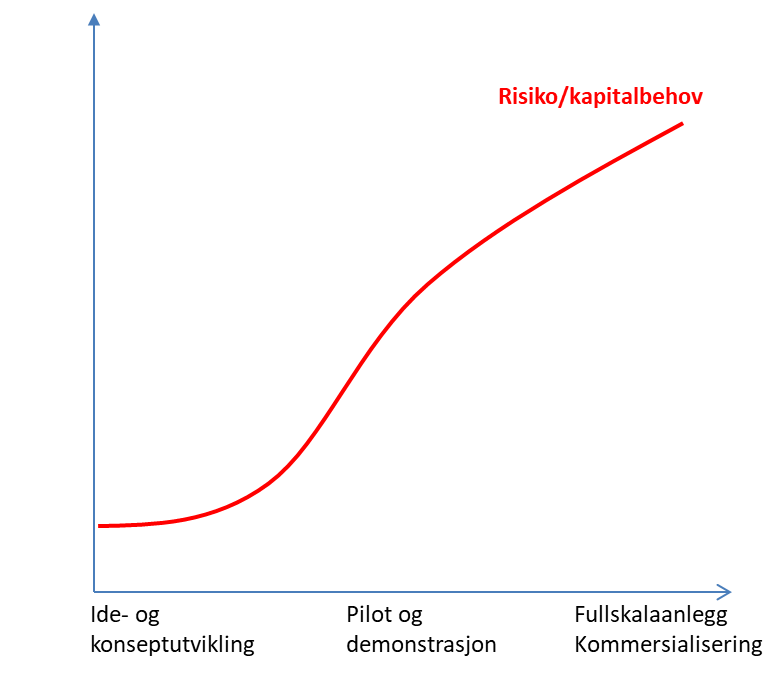 Risiko/kapitalbehov
Ide- og
konseptutvikling
Pilot og
demonstrasjon
Fullskalaanlegg
Kommersialisering